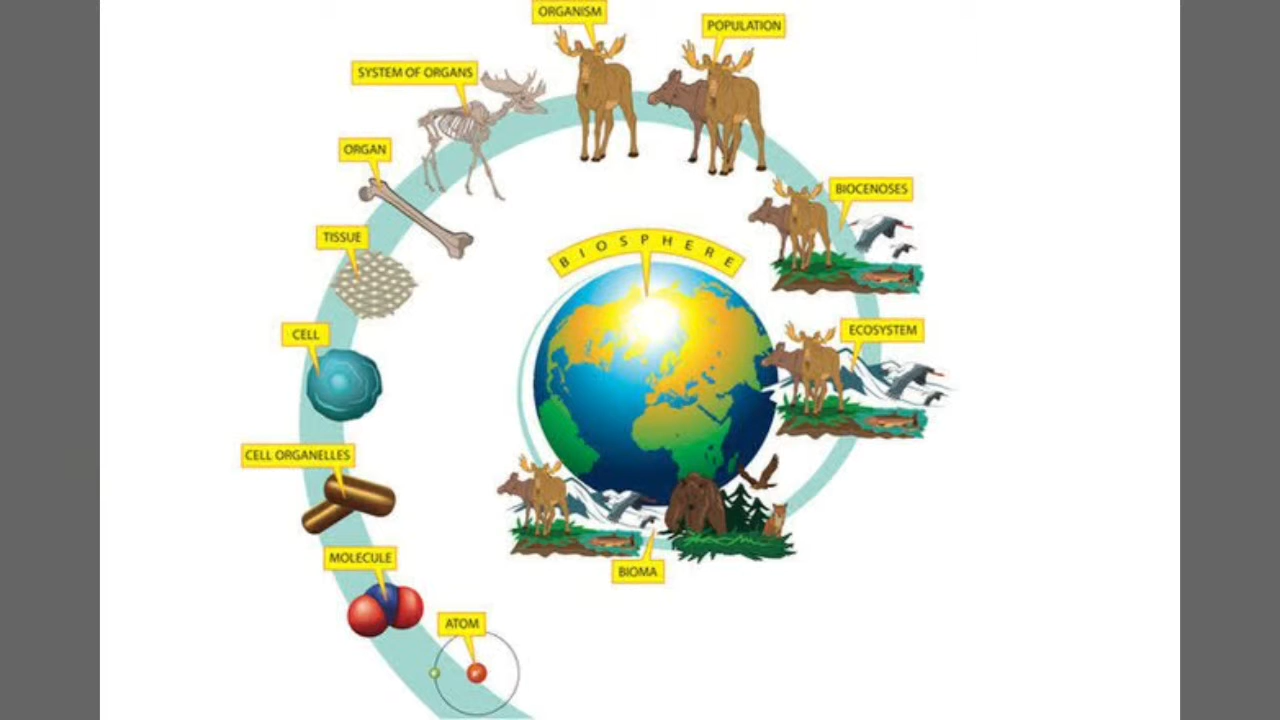 ORGANISM
POPULATION
SYSTEM OF ORGANS
ORGAN
BIOCENOSES
TISSUE
BIOSPHERE
CELL
ECOSYSTEM
CELL ORGANELLES
MOLECULE
BIOMA
ATOM